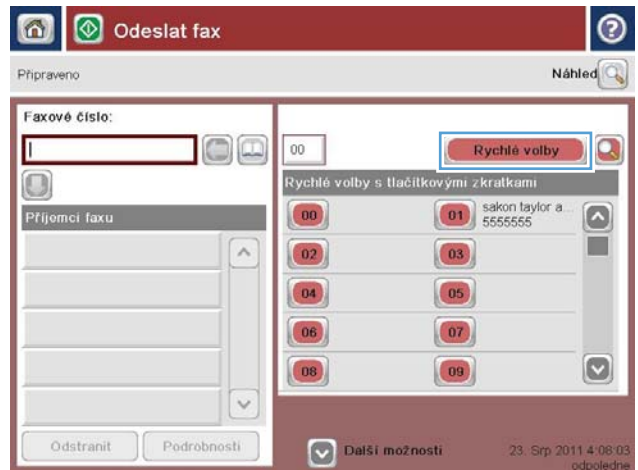 Odeslat fax
?
Připraveno
Náhled
Faxové číslo:
00
Rychlé volby
Rychlé volby s tlačítkovými zkratkami
00
01 sakon taylor a...
5555555
02
03
04
05
06
07
08
09
Příjemci faxu
Odstranit
Podrobnosti
Další možnosti
23. Srp 2011 4:08:03
odpoledne